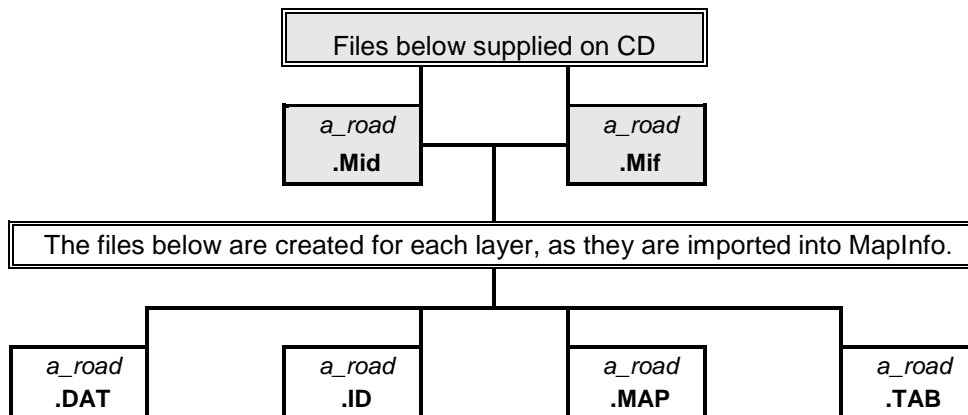 Files below supplied on CD
a_road
.Mid
a_road
.Mif
The files below are created for each layer, as they are imported into MapInfo.
a_road
.DAT
a_road
.ID
a_road
.MAP
a_road
.TAB